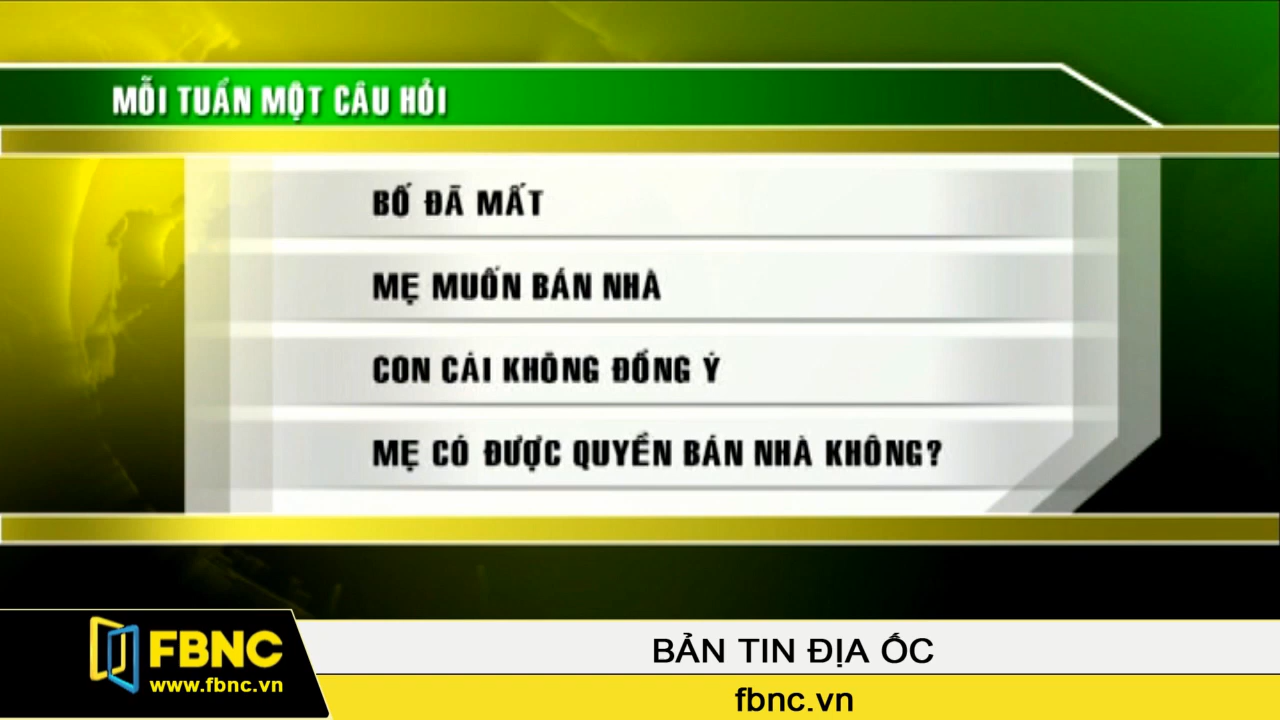 MỖI TUẦN MỘT CÂU HỎI
BỐ ĐÃ MẤT
MẸ MUỐN BÁN NHÀ
CON CÁI KHÔNG ĐỒNG Ý
MẸ CÓ ĐƯỢC QUYỀN BÁN NHÀ KHÔNG?
FBNC
www.fbnc.vn
BẢN TIN ĐỊA ỐC
fbnc.vn